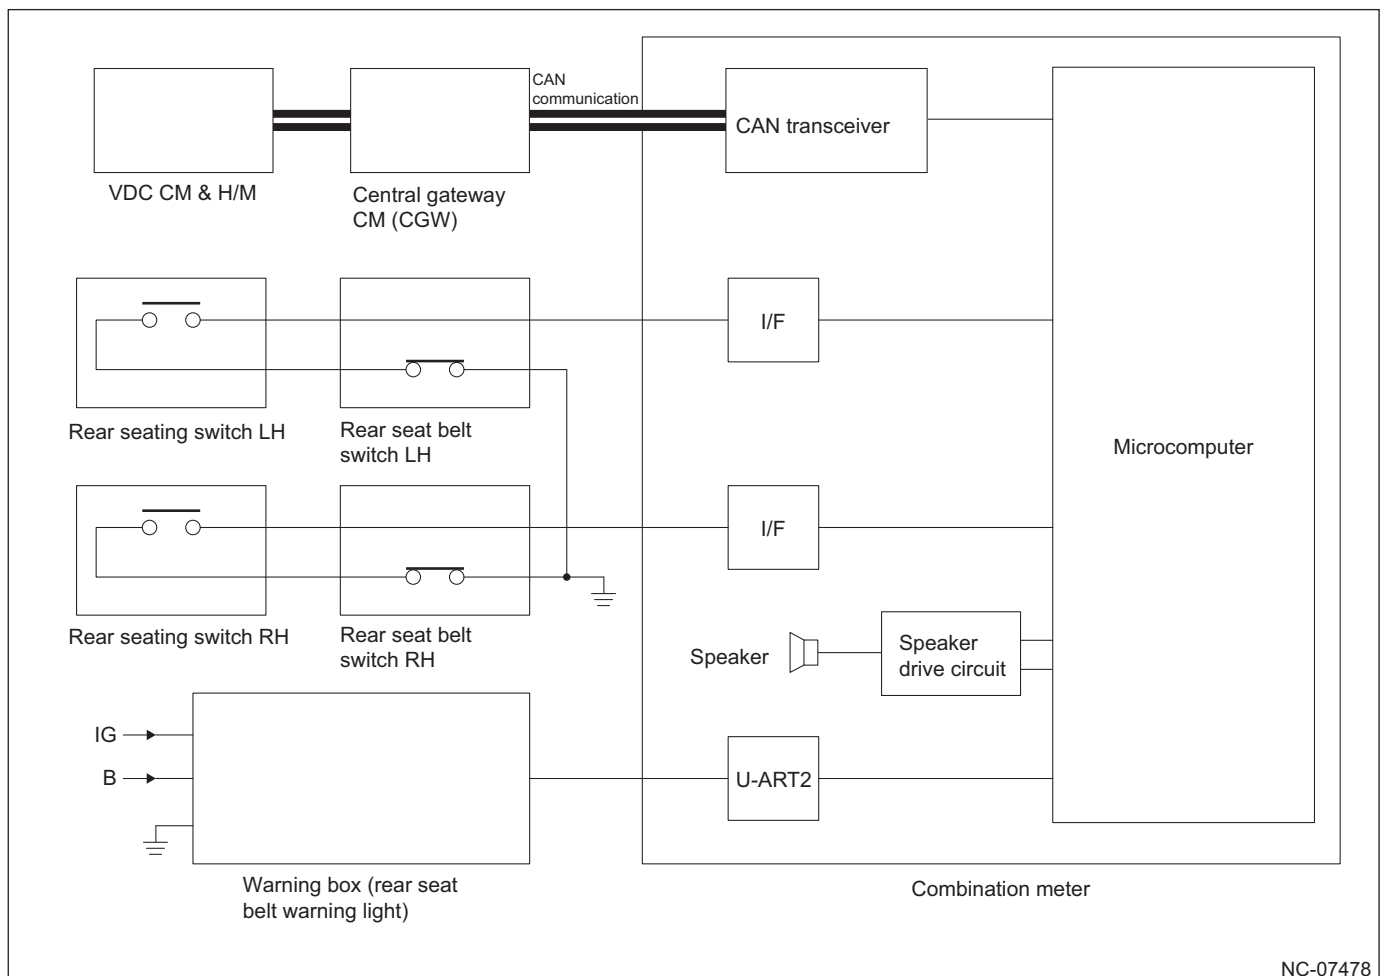 CAN
communication
CAN transceiver
VDC CM & H/M
Central gateway
CM (CGW)
I/F
Rear seating switch LH
Rear seat belt
switch LH
Microcomputer
I/F
Rear seating switch RH
Rear seat belt
switch RH
Speaker
Speaker
drive circuit
IG
B
U-ART2
Warning box (rear seat
belt warning light)
Combination meter
NC-07478